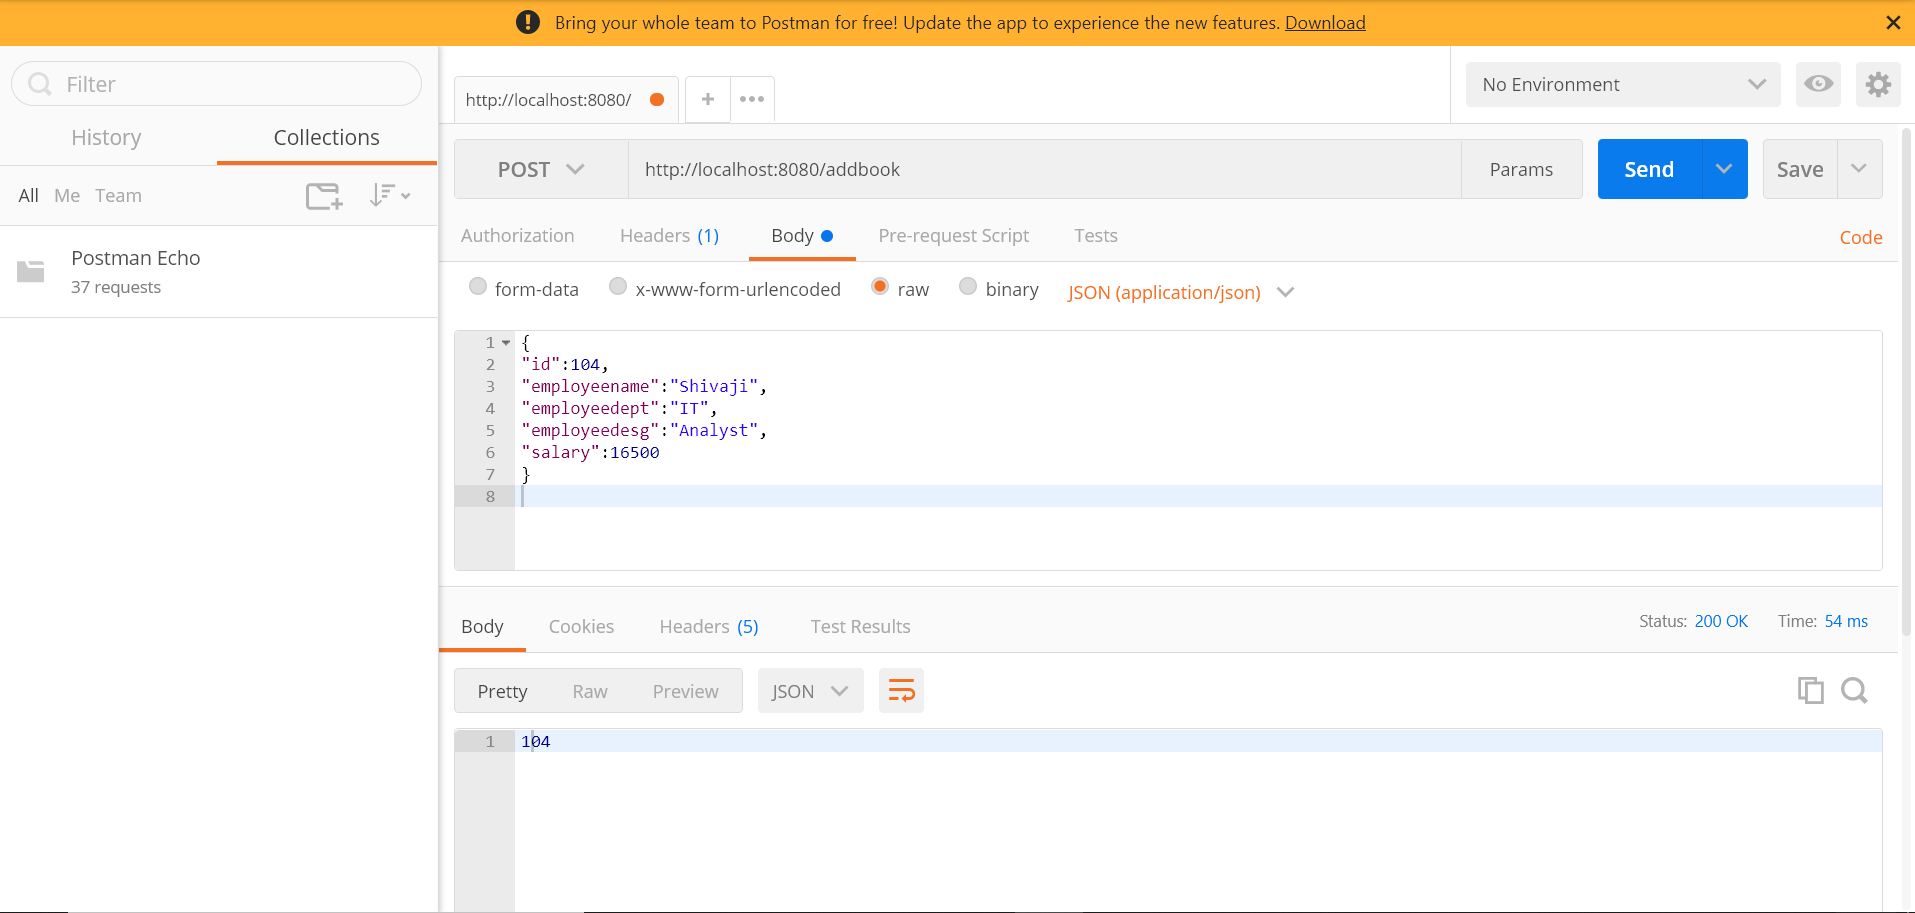 Bring your whole team to Postman for free! Update the app to experience the new features. Download
Filter
History Collections
All Me Team
Postman Echo
37 requests
http://localhost:8080/
No Environment
POST http://localhost:8080/addbook Params Send Save
Authorization Headers (1) Body Pre-request Script Tests Code
form-data x-www-form-urlencoded raw binary JSON (application/json)
1 {
2 "id":104,
3 "employeename":"Shivaji",
4 "employeedept":"IT",
5 "employeedesg":"Analyst",
6 "salary":16500
7 }
8
Body Cookies Headers (5) Test Results Status: 200 OK Time: 54 ms
Pretty Raw Preview JSON
1 104